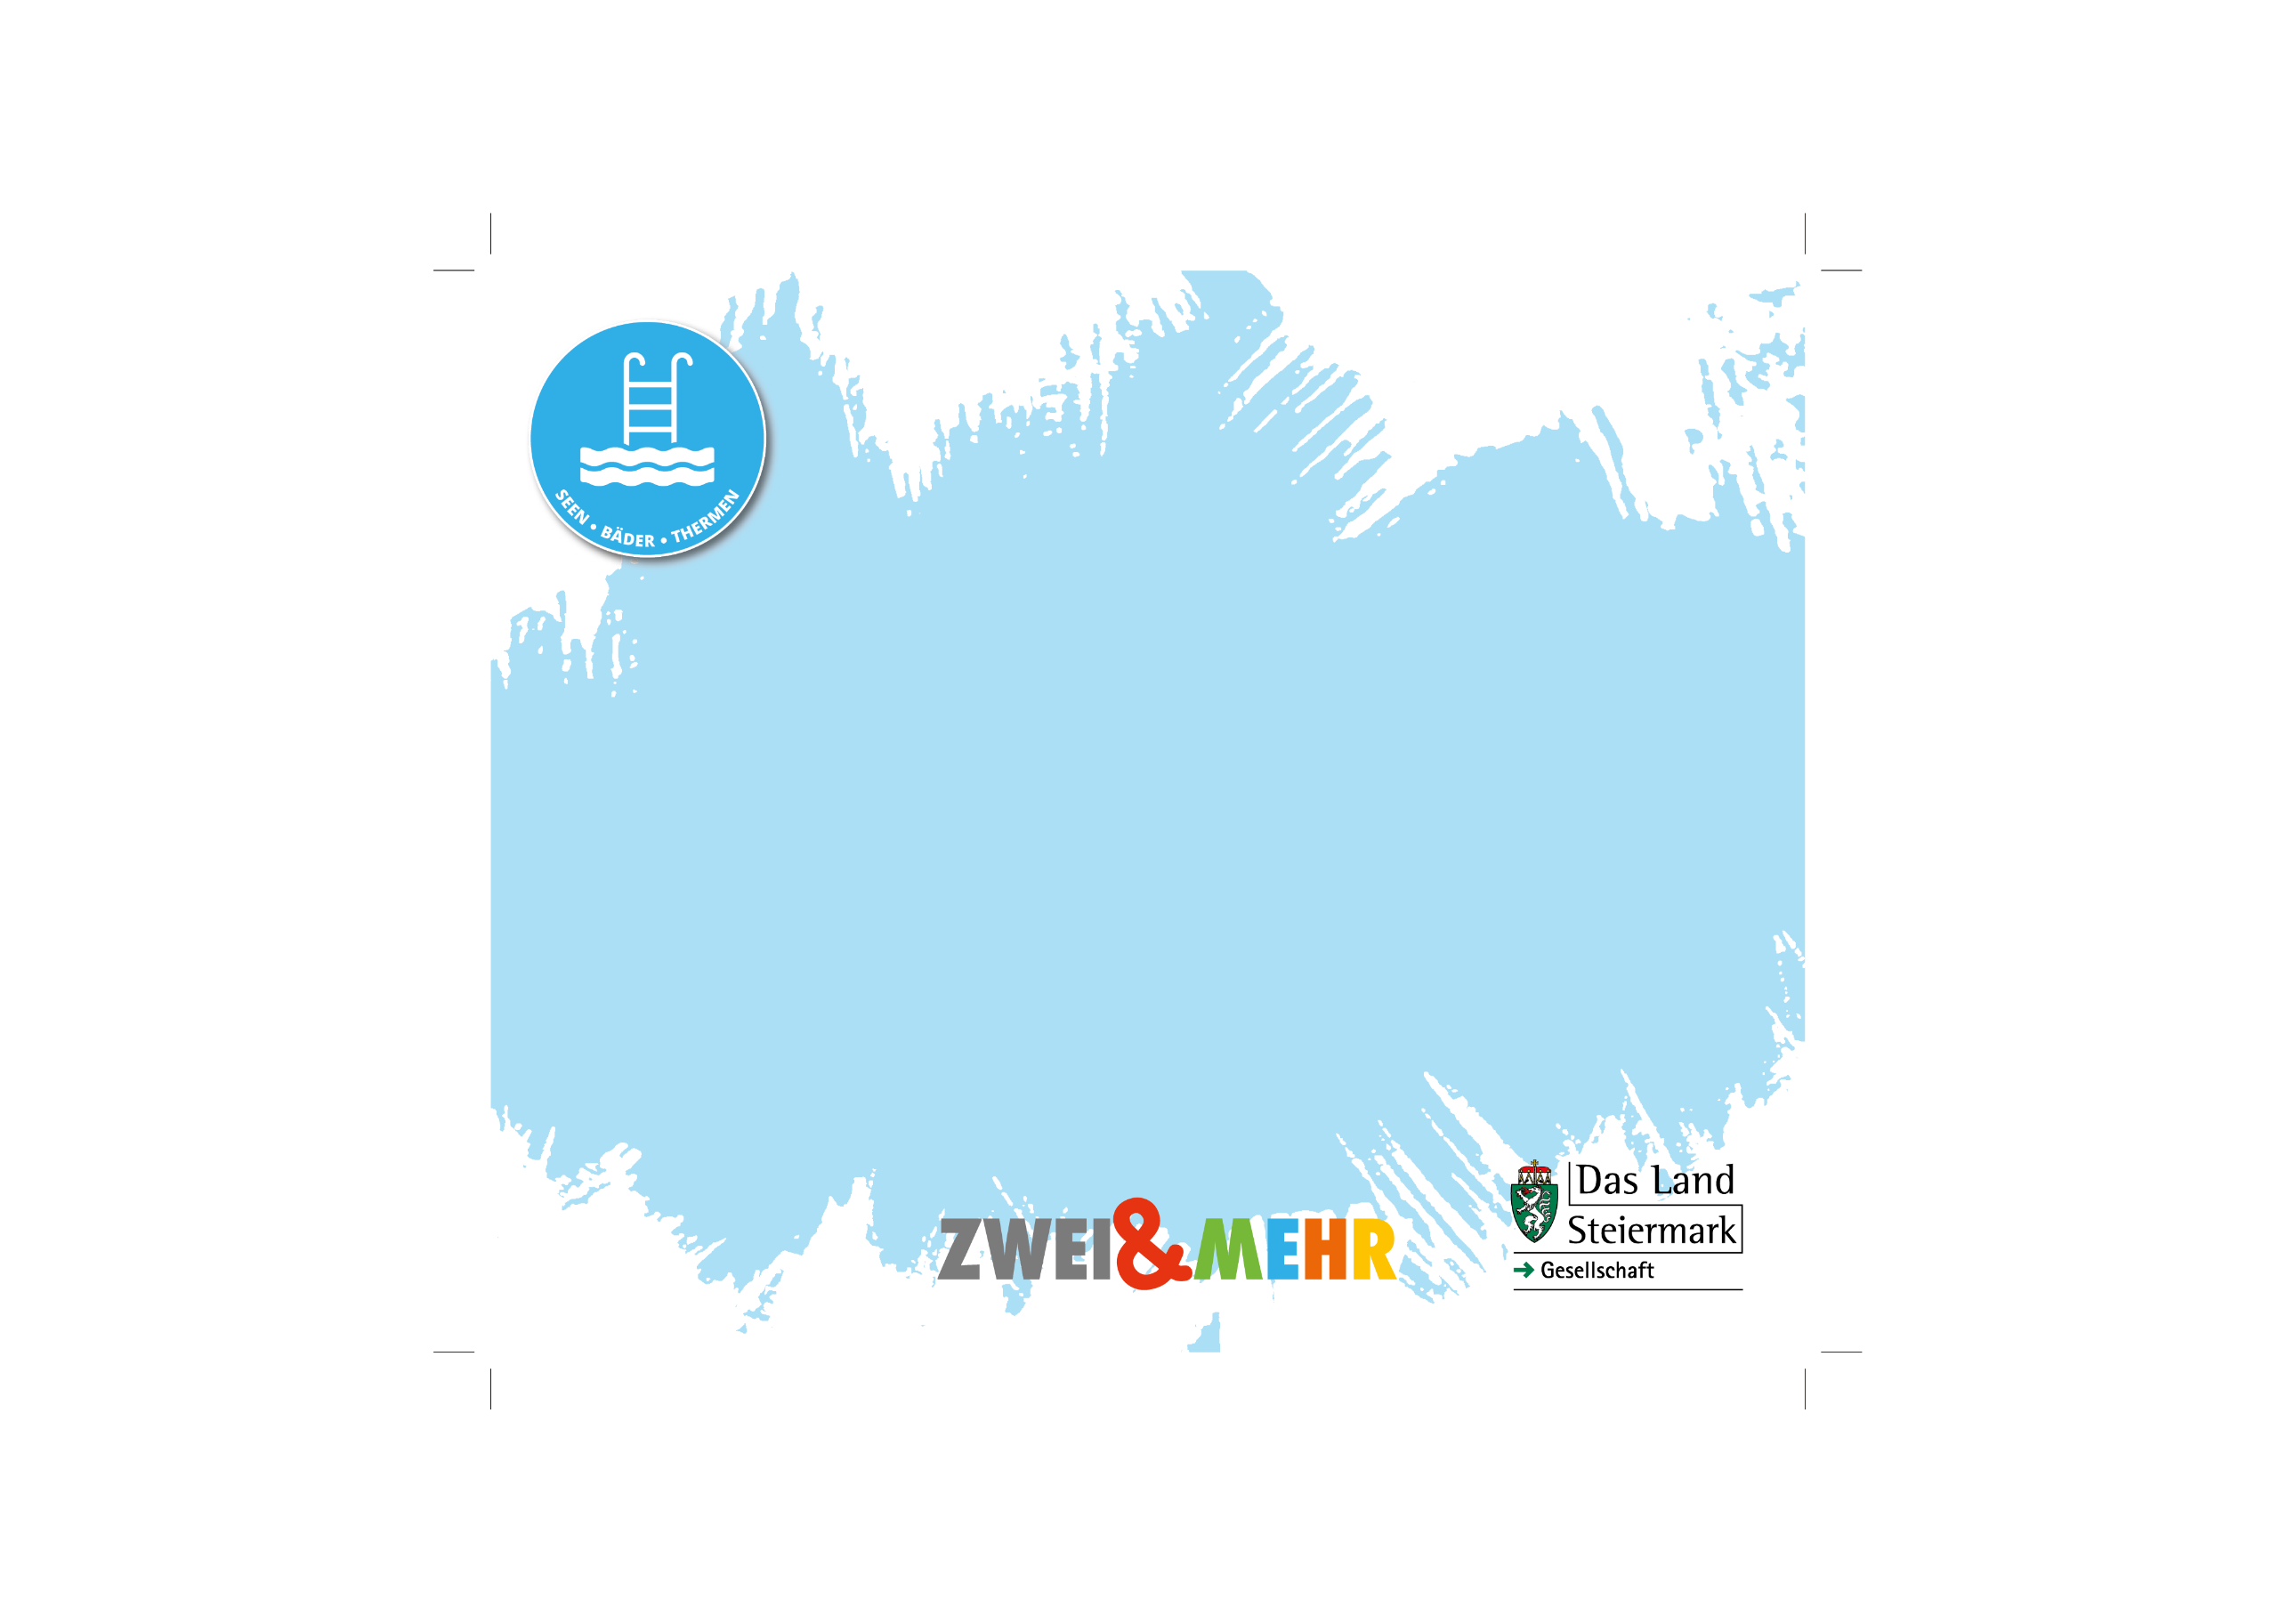 SEEN • BÄDER • THERMEN
ZWEI&MEHR
Das Land
Steiermark
→ Gesellschaft